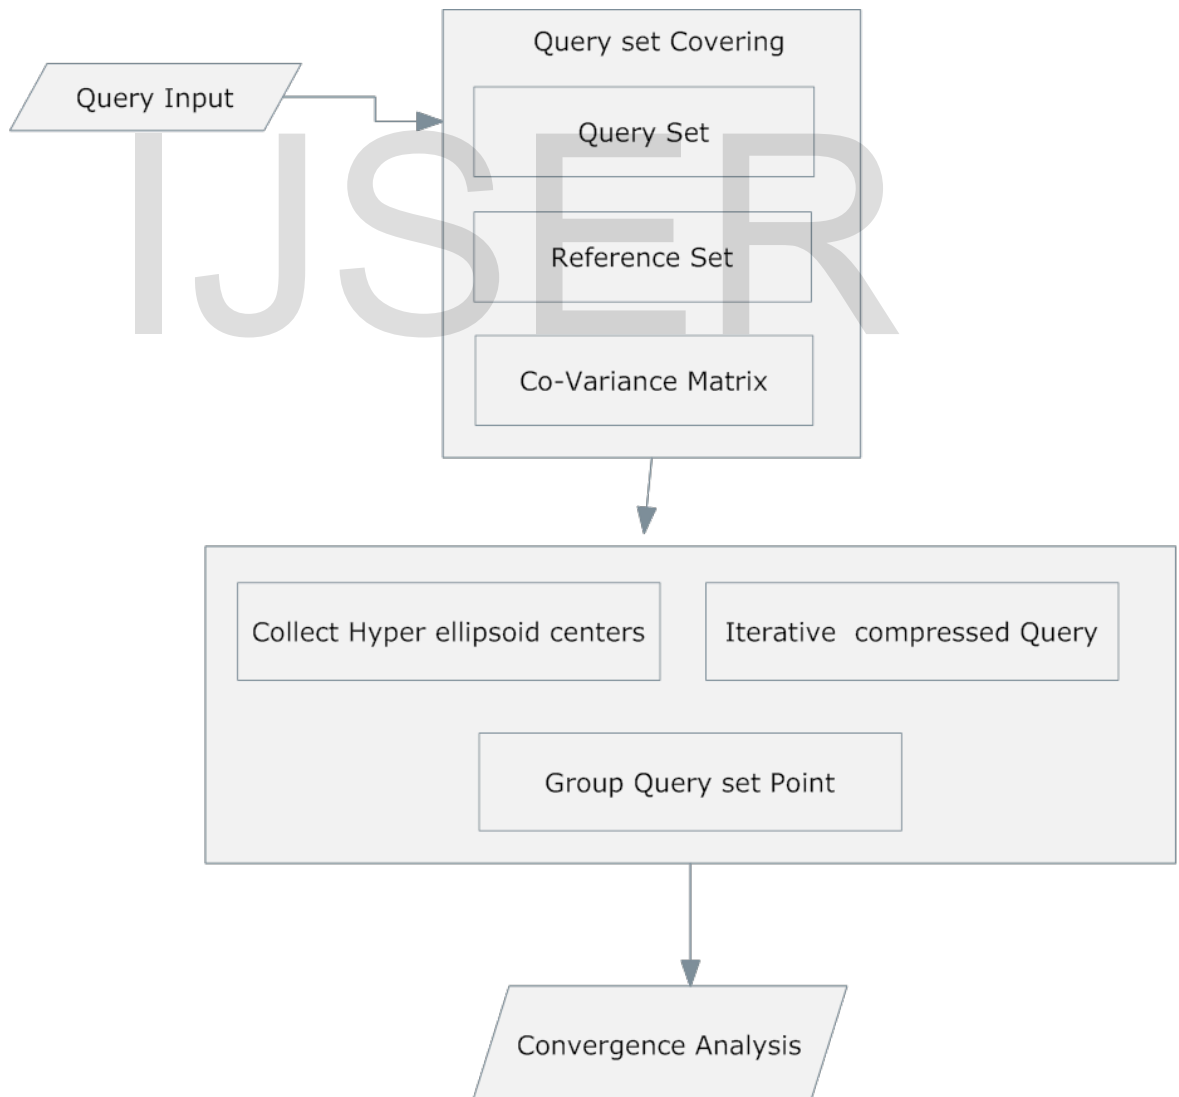 Query set Covering
Query Input
Query Set
IJSER
Reference Set
Co-Variance Matrix
Collect Hyper ellipsoid centers
Iterative  compressed Query
Group Query set Point
Convergence Analysis